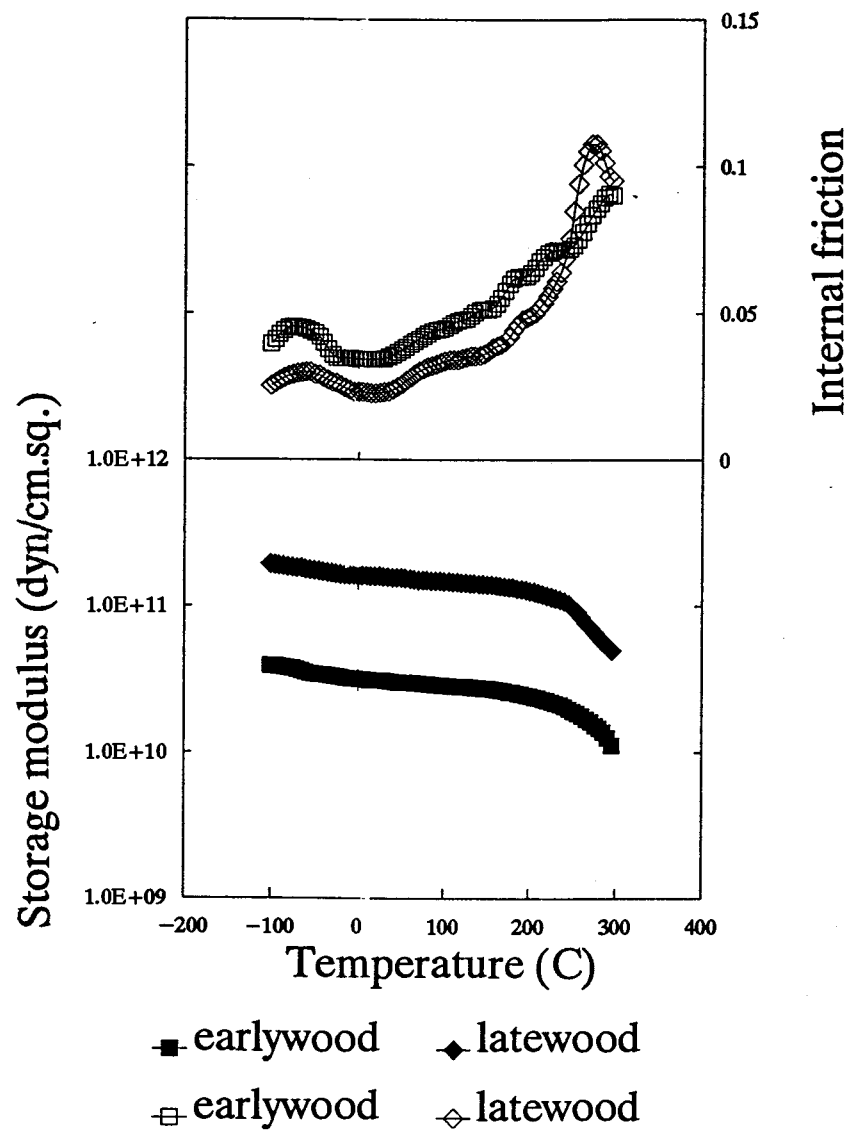 0.15
0.1
0.05
0
Internal friction
Storage modulus (dyn/cm.sq.)
1.0E+12
1.0E+11
1.0E+10
1.0E+09
−200 −100 0 100 200 300 400
Temperature (C)
earlywood latewood
earlywood latewood